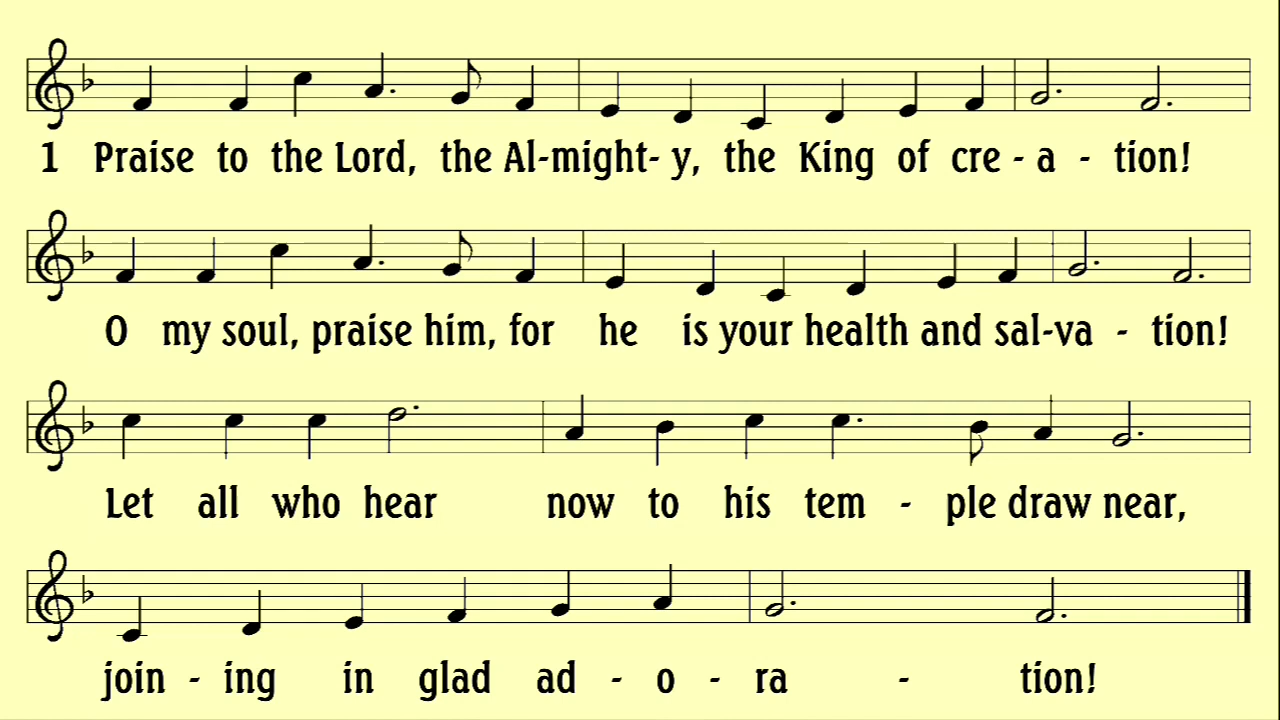 1 Praise to the Lord, the Al-might-y, the King of cre - a - tion!
O my soul, praise him, for he is your health and sal-va - tion!
Let all who hear now to his tem - ple draw near,
join - ing in glad ad - o - ra - tion!